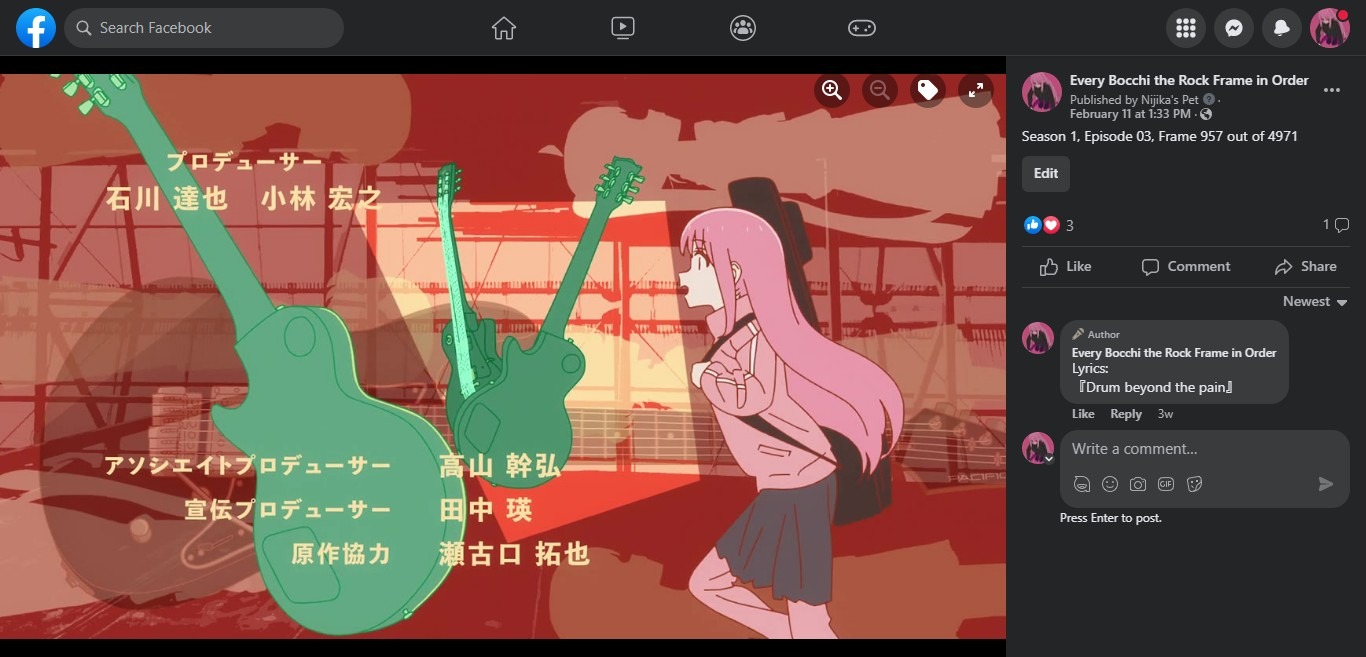 Search Facebook
プロデューサー
石川 達也 小林 宏之
アソシエイトプロデューサー 高山 幹弘
宣伝プロデューサー 田中 瑛
原作協力 瀬古口 拓也
Every Bocchi the Rock Frame in Order
Published by Nijika's Pet ·
February 11 at 1:33 PM ·
Season 1, Episode 03, Frame 957 out of 4971
Edit
3 1
Like Comment Share
Newest
Author
Every Bocchi the Rock Frame in Order
Lyrics:
『Drum beyond the pain』
Like Reply 3w
Write a comment...
GIF
Press Enter to post.